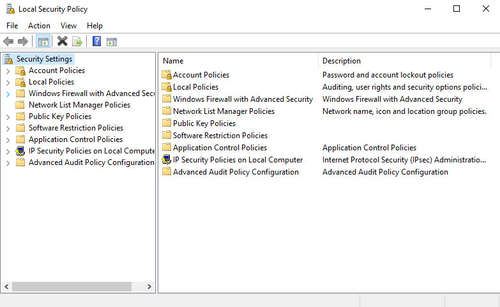 Local Security Policy
File Action View Help
Security Settings
Account Policies
Local Policies
Windows Firewall with Advanced Secu
Network List Manager Policies
Public Key Policies
Software Restriction Policies
Application Control Policies
IP Security Policies on Local Compute
Advanced Audit Policy Configuration
Name Description
Account Policies Password and account lockout policies
Local Policies Auditing, user rights and security options polici...
Windows Firewall with Advanced Security Windows Firewall with Advanced Security
Network List Manager Policies Network name, icon and location group policies.
Public Key Policies
Software Restriction Policies
Application Control Policies Application Control Policies
IP Security Policies on Local Computer Internet Protocol Security (IPsec) Administratio...
Advanced Audit Policy Configuration Advanced Audit Policy Configuration